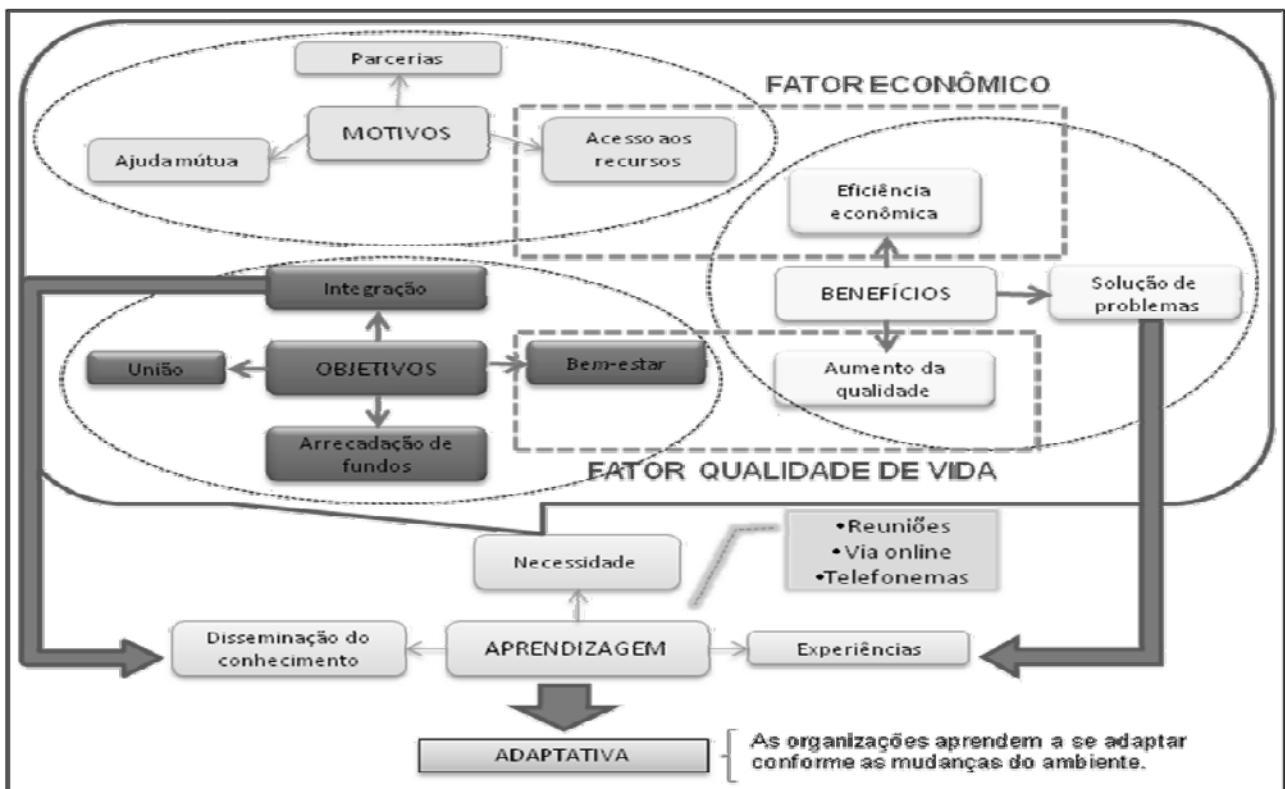 Parcerias
FATOR ECONÔMICO
MOTIVOS
Ajuda mútua
Acesso aos
recursos
Eficiência
econômica
Integração
BENEFÍCIOS
Solução de
problemas
União
OBJETIVOS
Bem-estar
Aumento da
qualidade
Arrecadação de
fundos
FATOR QUALIDADE DE VIDA
•Reuniões
•Via online
•Telefonemas
Necessidade
Disseminação do
conhecimento
APRENDIZAGEM
Experiências
ADAPTATIVA
As organizações aprendem a se adaptar
conforme as mudanças do ambiente.